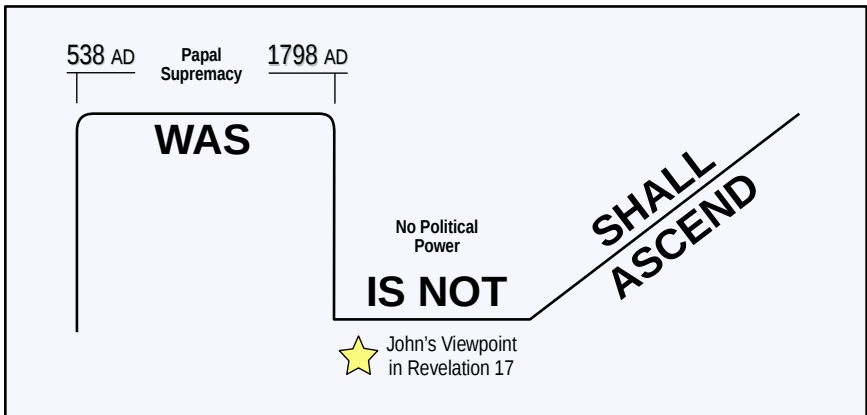 538 AD
Papal
Supremacy
1798 AD
WAS
No Political
Power
IS NOT
SHALL
ASCEND
John’s Viewpoint
in Revelation 17